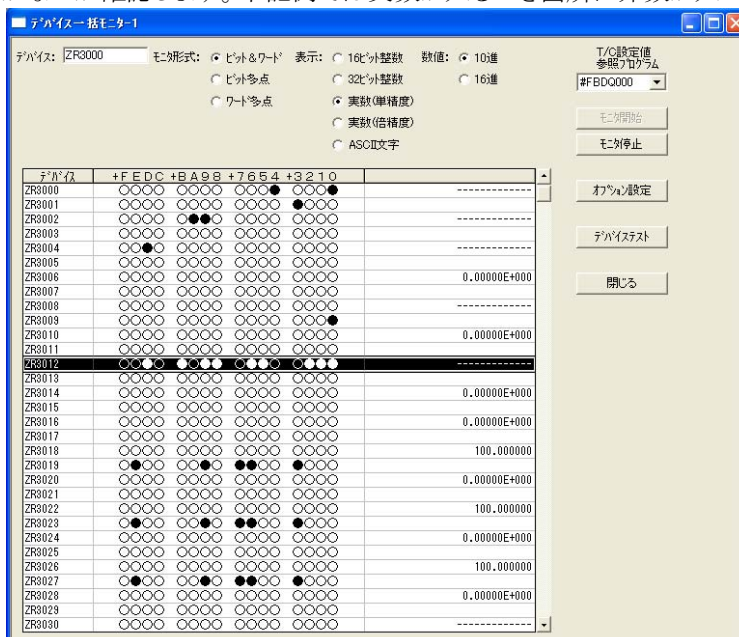 デバイス一括モニター1
デバイス: ZR3000 モニタ形式: ビット&ワード 表示: 16ビット整数 数値: 10進 T/C設定値
参照プログラム
ビット多点 32ビット整数 16進 #FBDQ000
ワード多点 実数(単精度)
実数(倍精度) モニタ開始
ASCII文字 モニタ停止
デバイス +FEDC +BA98 +7654 +3210
ZR3000 ○○○○ ○○○○ ○○○● ○○○● -------------
ZR3001 ○○○○ ○○○○ ○○○○ ●○○○
ZR3002 ○○○○ ○●●○ ○○○○ ○○○○ -------------
ZR3003 ○○○○ ○○○○ ○○○○ ○○○○
ZR3004 ○○●○ ○○○○ ○○○○ ○○○○ -------------
ZR3005 ○○○○ ○○○○ ○○○○ ○○○○
ZR3006 ○○○○ ○○○○ ○○○○ ○○○○ 0.00000E+000
ZR3007 ○○○○ ○○○○ ○○○○ ○○○○
ZR3008 ○○○○ ○○○○ ○○○○ ○○○○ -------------
ZR3009 ○○○○ ○○○○ ○○○○ ○○○●
ZR3010 ○○○○ ○○○○ ○○○○ ○○○○ 0.00000E+000
ZR3011 ○○○○ ○○○○ ○○○○ ○○○○
ZR3012 ○○●○ ●○●● ○●●○ ○●●● -------------
ZR3013 ○○○○ ○○○○ ○○○○ ○○○○
ZR3014 ○○○○ ○○○○ ○○○○ ○○○○ 0.00000E+000
ZR3015 ○○○○ ○○○○ ○○○○ ○○○○
ZR3016 ○○○○ ○○○○ ○○○○ ○○○○ 0.00000E+000
ZR3017 ○○○○ ○○○○ ○○○○ ○○○○
ZR3018 ○○○○ ○○○○ ○○○○ ○○○○ 100.000000
ZR3019 ○●○○ ○○●○ ●●○○ ●○○○
ZR3020 ○○○○ ○○○○ ○○○○ ○○○○ 0.00000E+000
ZR3021 ○○○○ ○○○○ ○○○○ ○○○○
ZR3022 ○○○○ ○○○○ ○○○○ ○○○○ 100.000000
ZR3023 ○●○○ ○○●○ ●●○○ ●○○○
ZR3024 ○○○○ ○○○○ ○○○○ ○○○○ 0.00000E+000
ZR3025 ○○○○ ○○○○ ○○○○ ○○○○
ZR3026 ○○○○ ○○○○ ○○○○ ○○○○ 100.000000
ZR3027 ○●○○ ○○●○ ●●○○ ●○○○
ZR3028 ○○○○ ○○○○ ○○○○ ○○○○ 0.00000E+000
ZR3029 ○○○○ ○○○○ ○○○○ ○○○○
ZR3030 ○○○○ ○○○○ ○○○○ ○○○○ -------------
オプション設定
デバイステスト
閉じる